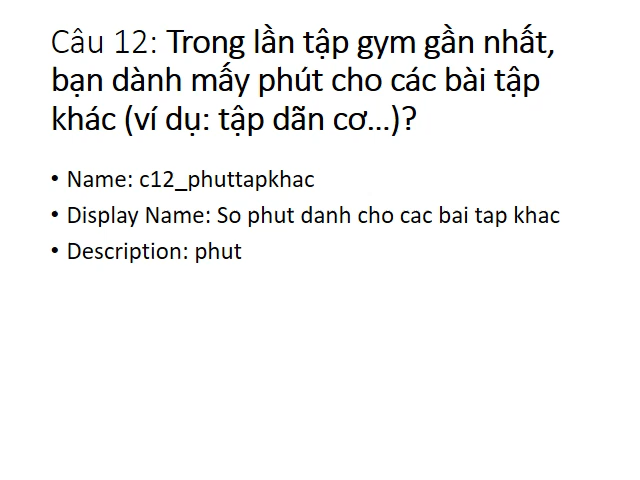 Câu 12: Trong lần tập gym gần nhất,
bạn dành mấy phút cho các bài tập
khác (ví dụ: tập dãn cơ…)?
• Name: c12_phuttapkhac
• Display Name: So phut danh cho cac bai tap khac
• Description: phut